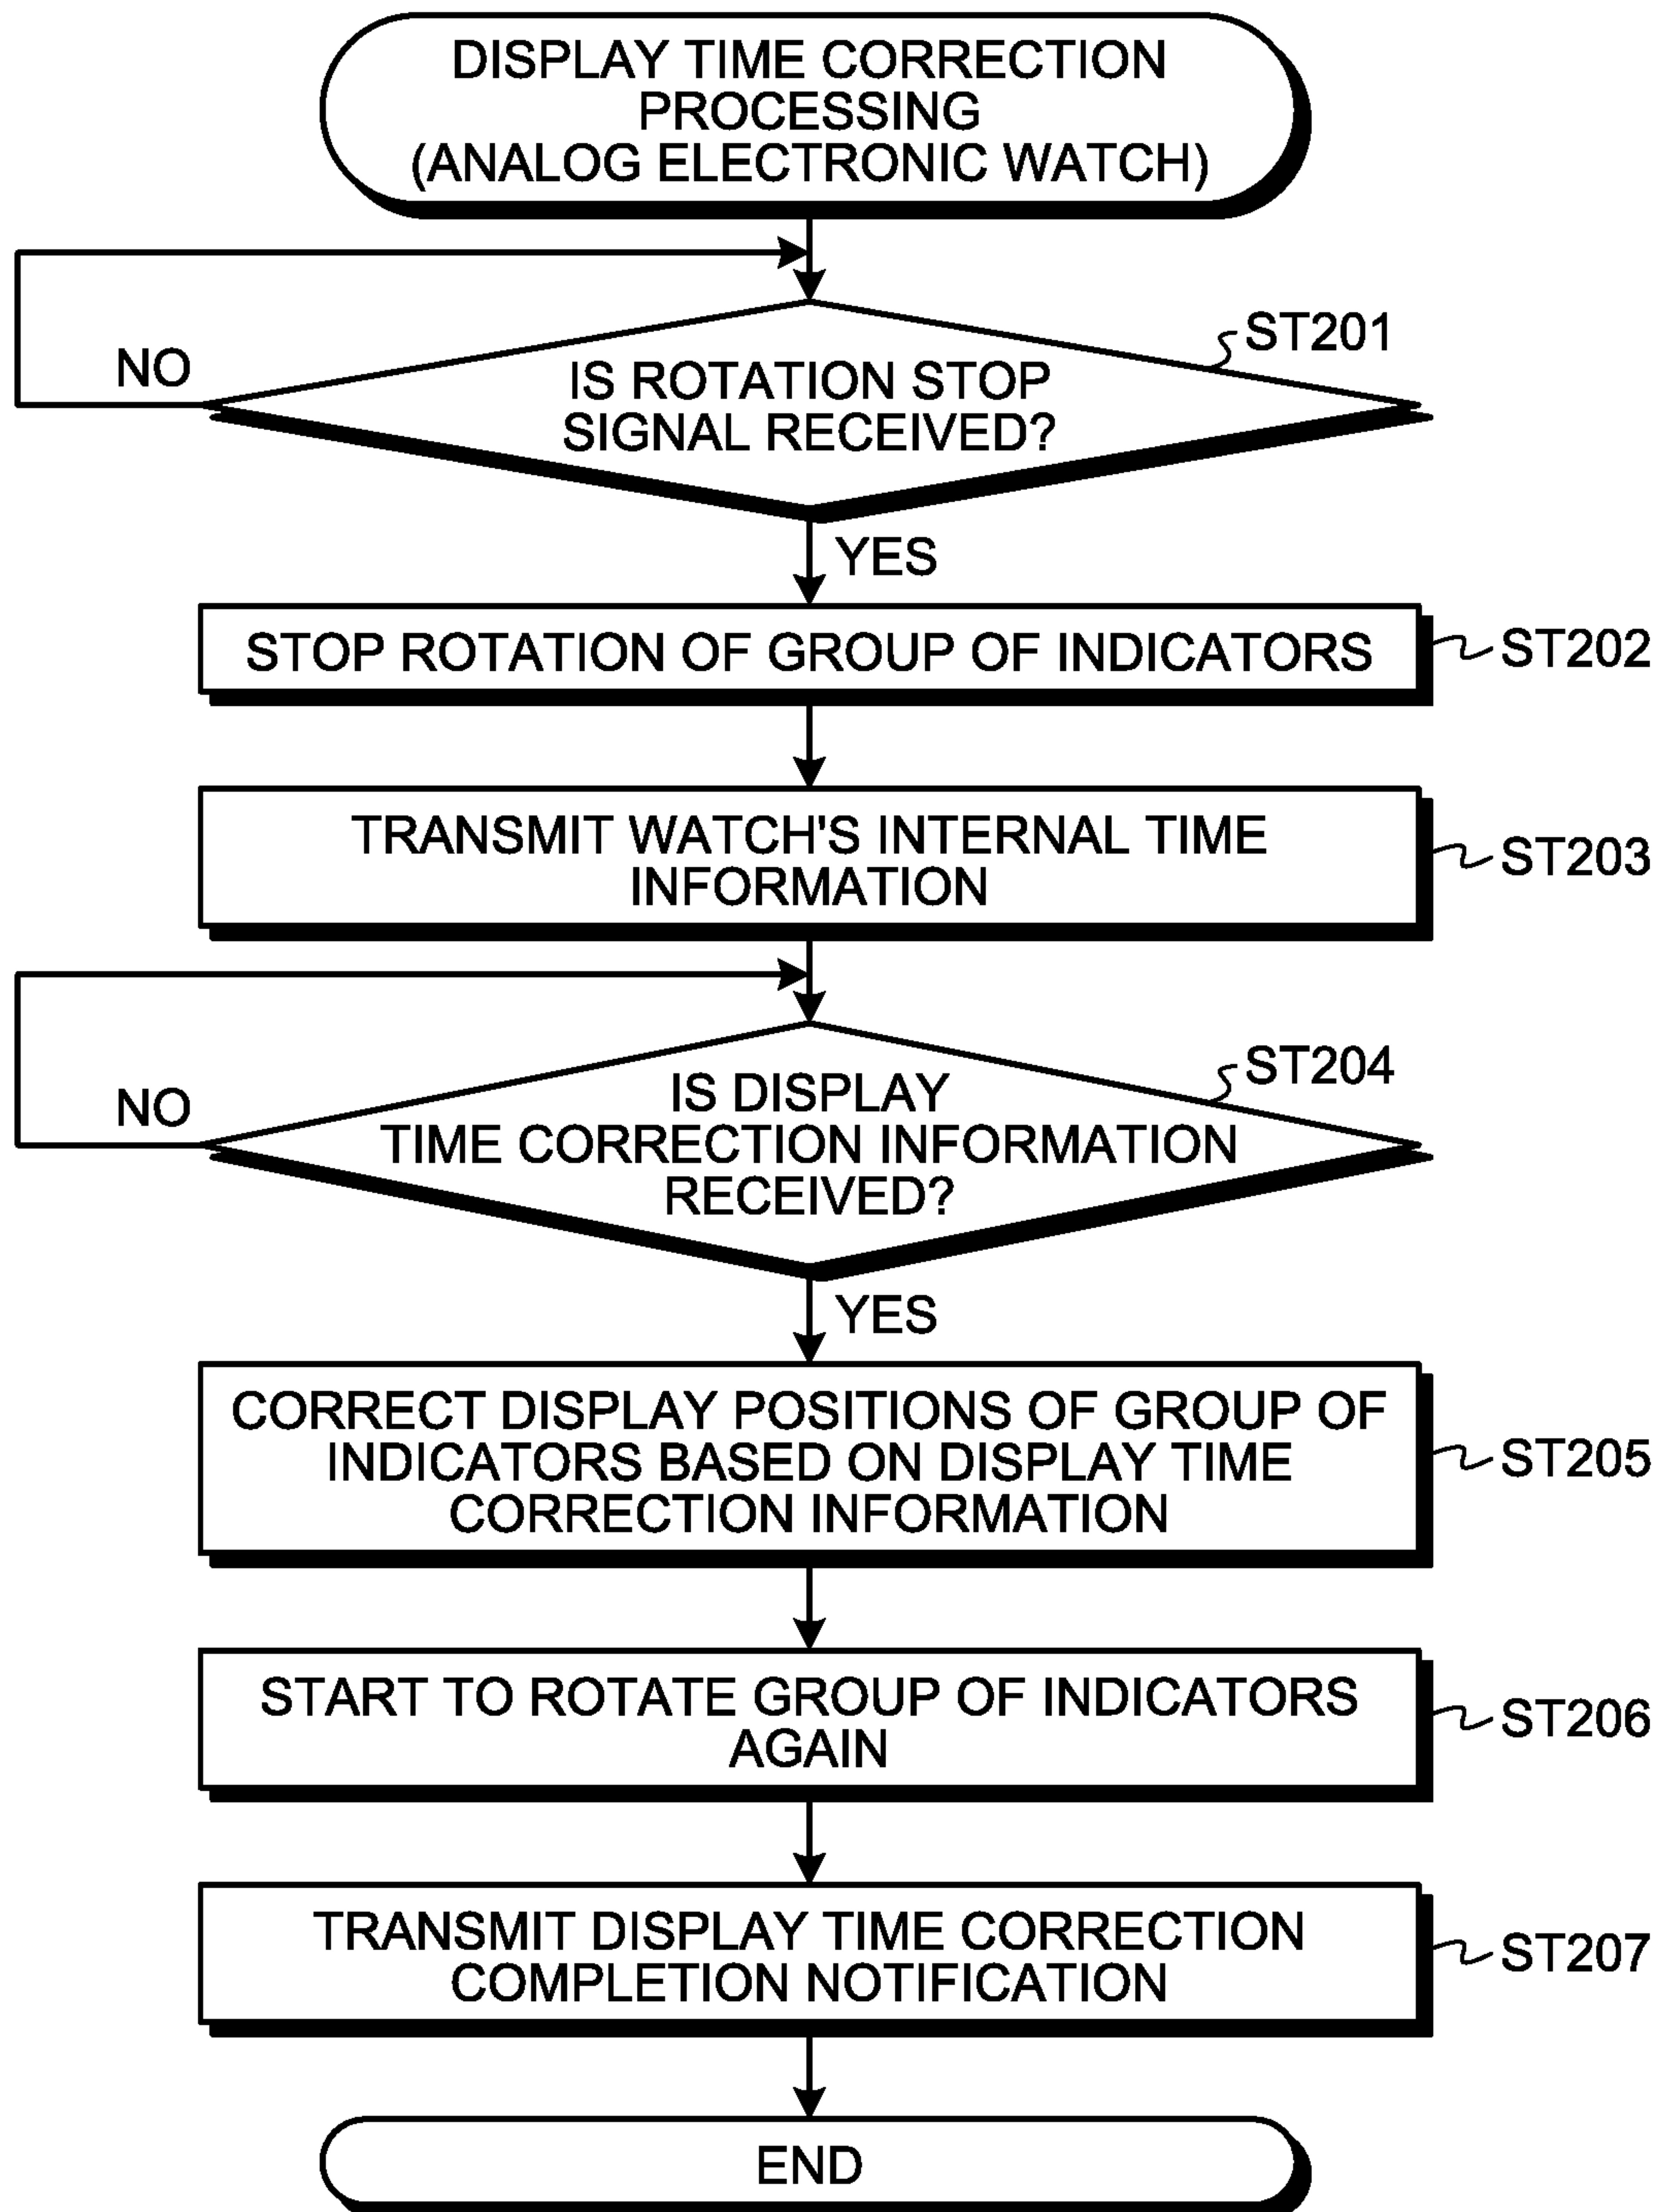 DISPLAY TIME CORRECTION
PROCESSING
(ANALOG ELECTRONIC WATCH)
ST201
NO
IS ROTATION STOP
SIGNAL RECEIVED?
YES
STOP ROTATION OF GROUP OF INDICATORS
ST202
TRANSMIT WATCH'S INTERNAL TIME
INFORMATION
ST203
ST204
NO
IS DISPLAY
TIME CORRECTION INFORMATION
RECEIVED?
YES
CORRECT DISPLAY POSITIONS OF GROUP OF
INDICATORS BASED ON DISPLAY TIME
CORRECTION INFORMATION
ST205
START TO ROTATE GROUP OF INDICATORS
AGAIN
ST206
TRANSMIT DISPLAY TIME CORRECTION
COMPLETION NOTIFICATION
ST207
END